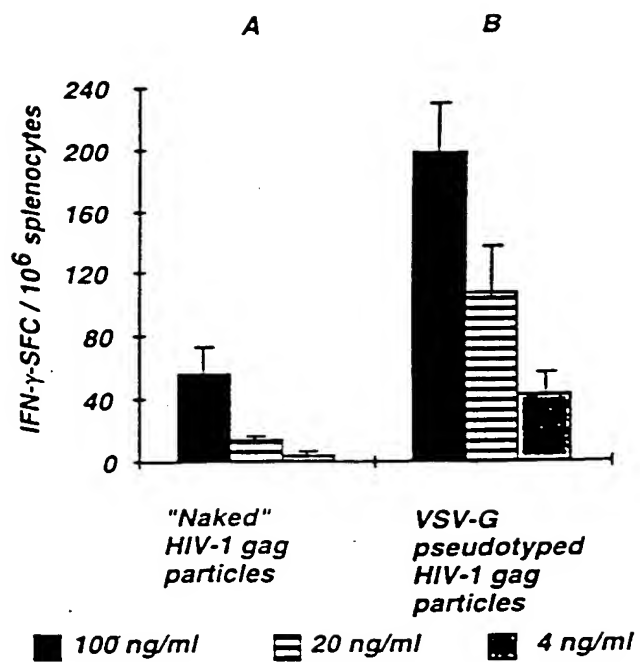 A B
IFN-γ-SFC / 10⁶ splenocytes
240
200
160
120
80
40
0
"Naked"
HIV-1 gag
particles
VSV-G
pseudotyped
HIV-1 gag
particles
100 ng/ml 20 ng/ml 4 ng/ml